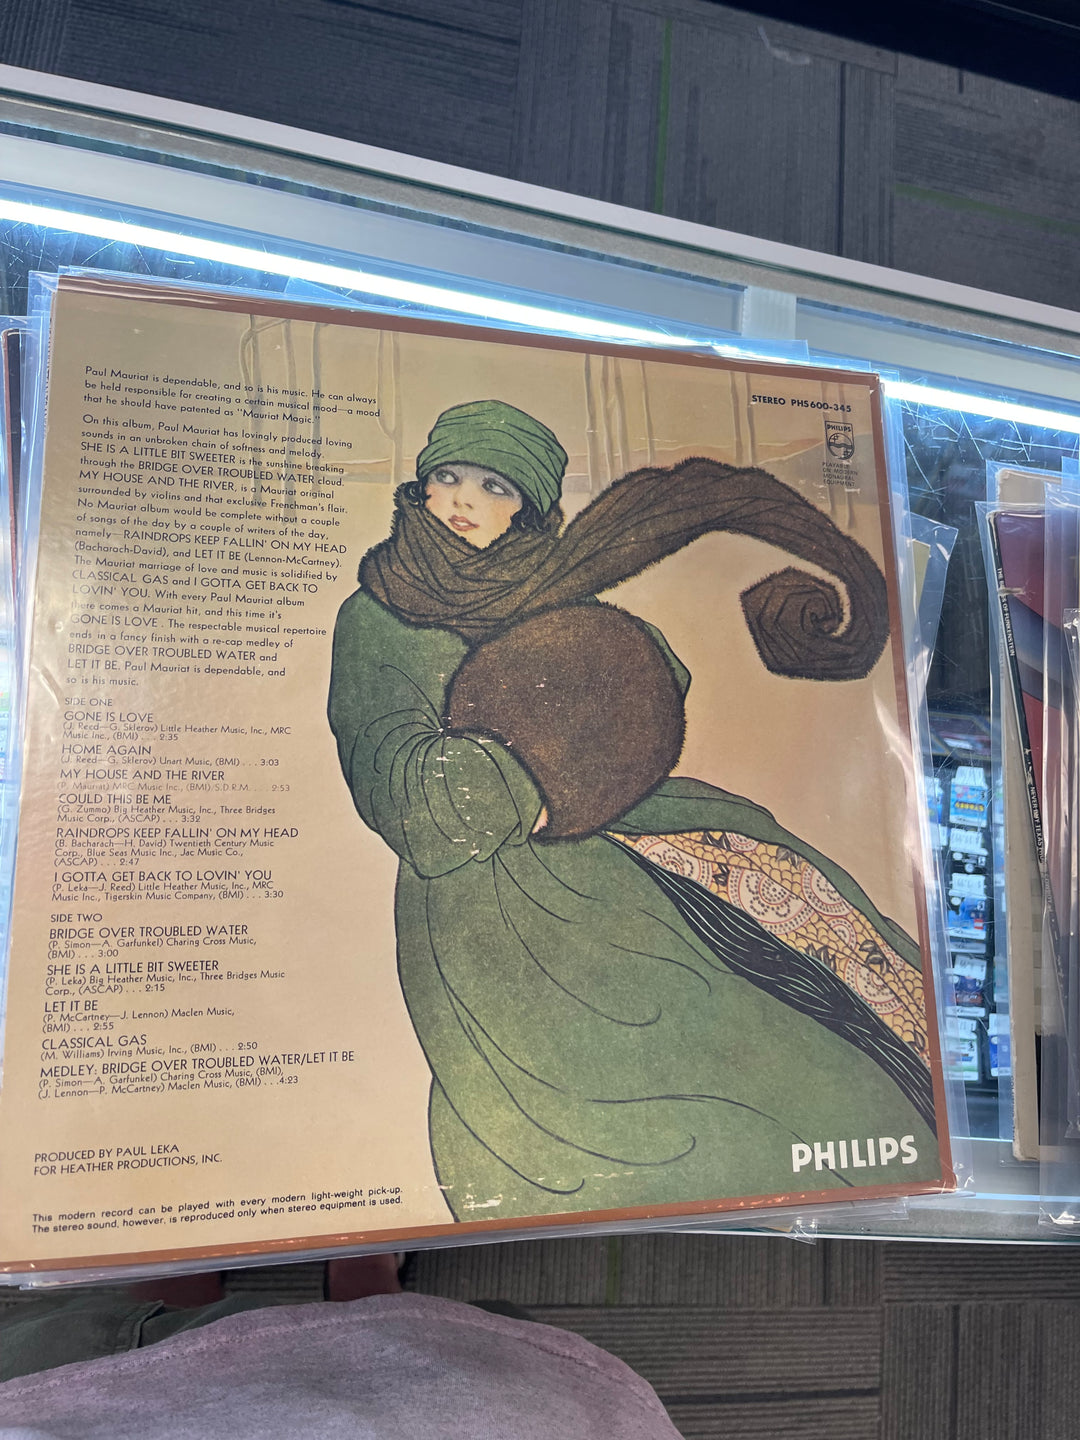 Paul Mauriat is dependable, and so is his music. He can always
be held responsible for creating a certain musical mood—a mood
that he should have patented as "Mauriat Magic."
On this album, Paul Mauriat has lovingly produced loving
sounds in an unbroken chain of softness and melody.
SHE IS A LITTLE BIT SWEETER is the sunshine breaking
through the BRIDGE OVER TROUBLED WATER cloud.
MY HOUSE AND THE RIVER, is a Mauriat original
surrounded by violins and that exclusive Frenchman's flair.
No Mauriat album would be complete without a couple
of songs of the day by a couple of writers of the day,
namely—RAINDROPS KEEP FALLIN' ON MY HEAD
(Bacharach-David), and LET IT BE (Lennon-McCartney).
The Mauriat marriage of love and music is solidified by
CLASSICAL GAS and I GOTTA GET BACK TO
LOVIN' YOU. With every Paul Mauriat album
there comes a Mauriat hit, and this time it's
GONE IS LOVE. The respectable musical repertoire
ends in a fancy finish with a re-cap medley of
BRIDGE OVER TROUBLED WATER and
LET IT BE. Paul Mauriat is dependable, and
so is his music.
SIDE ONE
GONE IS LOVE
(J. Reed—G. Sklerov) Little Heather Music, Inc., MRC
Music Inc., (BMI) . . . 2:35
HOME AGAIN
(J. Reed—G. Sklerov) Unart Music, (BMI) . . . 3:03
MY HOUSE AND THE RIVER
(P. Mauriat) MRC Music Inc., (BMI) S.D.R.M. . . . 2:53
COULD THIS BE ME
(G. Zummo) Big Heather Music, Inc., Three Bridges
Music Corp., (ASCAP) . . . 3:32
RAINDROPS KEEP FALLIN' ON MY HEAD
(B. Bacharach—H. David) Twentieth Century Music
Corp., Blue Seas Music Inc., Jac Music Co.,
(ASCAP) . . . 2:47
I GOTTA GET BACK TO LOVIN' YOU
(P. Leka—J. Reed) Little Heather Music, Inc., MRC
Music Inc., Tigerskin Music Company, (BMI) . . . 3:30
SIDE TWO
BRIDGE OVER TROUBLED WATER
(P. Simon—A. Garfunkel) Charing Cross Music,
(BMI) . . . 3:00
SHE IS A LITTLE BIT SWEETER
(P. Leka) Big Heather Music, Inc., Three Bridges Music
Corp., (ASCAP) . . . 2:15
LET IT BE
(P. McCartney—J. Lennon) Maclen Music,
(BMI) . . . 2:55
CLASSICAL GAS
(M. Williams) Irving Music, Inc., (BMI) . . . 2:50
MEDLEY: BRIDGE OVER TROUBLED WATER/LET IT BE
(P. Simon—A. Garfunkel) Charing Cross Music, (BMI),
(J. Lennon—P. McCartney) Maclen Music, (BMI) . . .4:23
PRODUCED BY PAUL LEKA
FOR HEATHER PRODUCTIONS, INC.
This modern record can be played with every modern light-weight pick-up.
The stereo sound, however, is reproduced only when stereo equipment is used.
STEREO PHS 600-345
PHILIPS
PLAYABLE
ON MODERN
MONAURAL
EQUIPMENT
PHILIPS